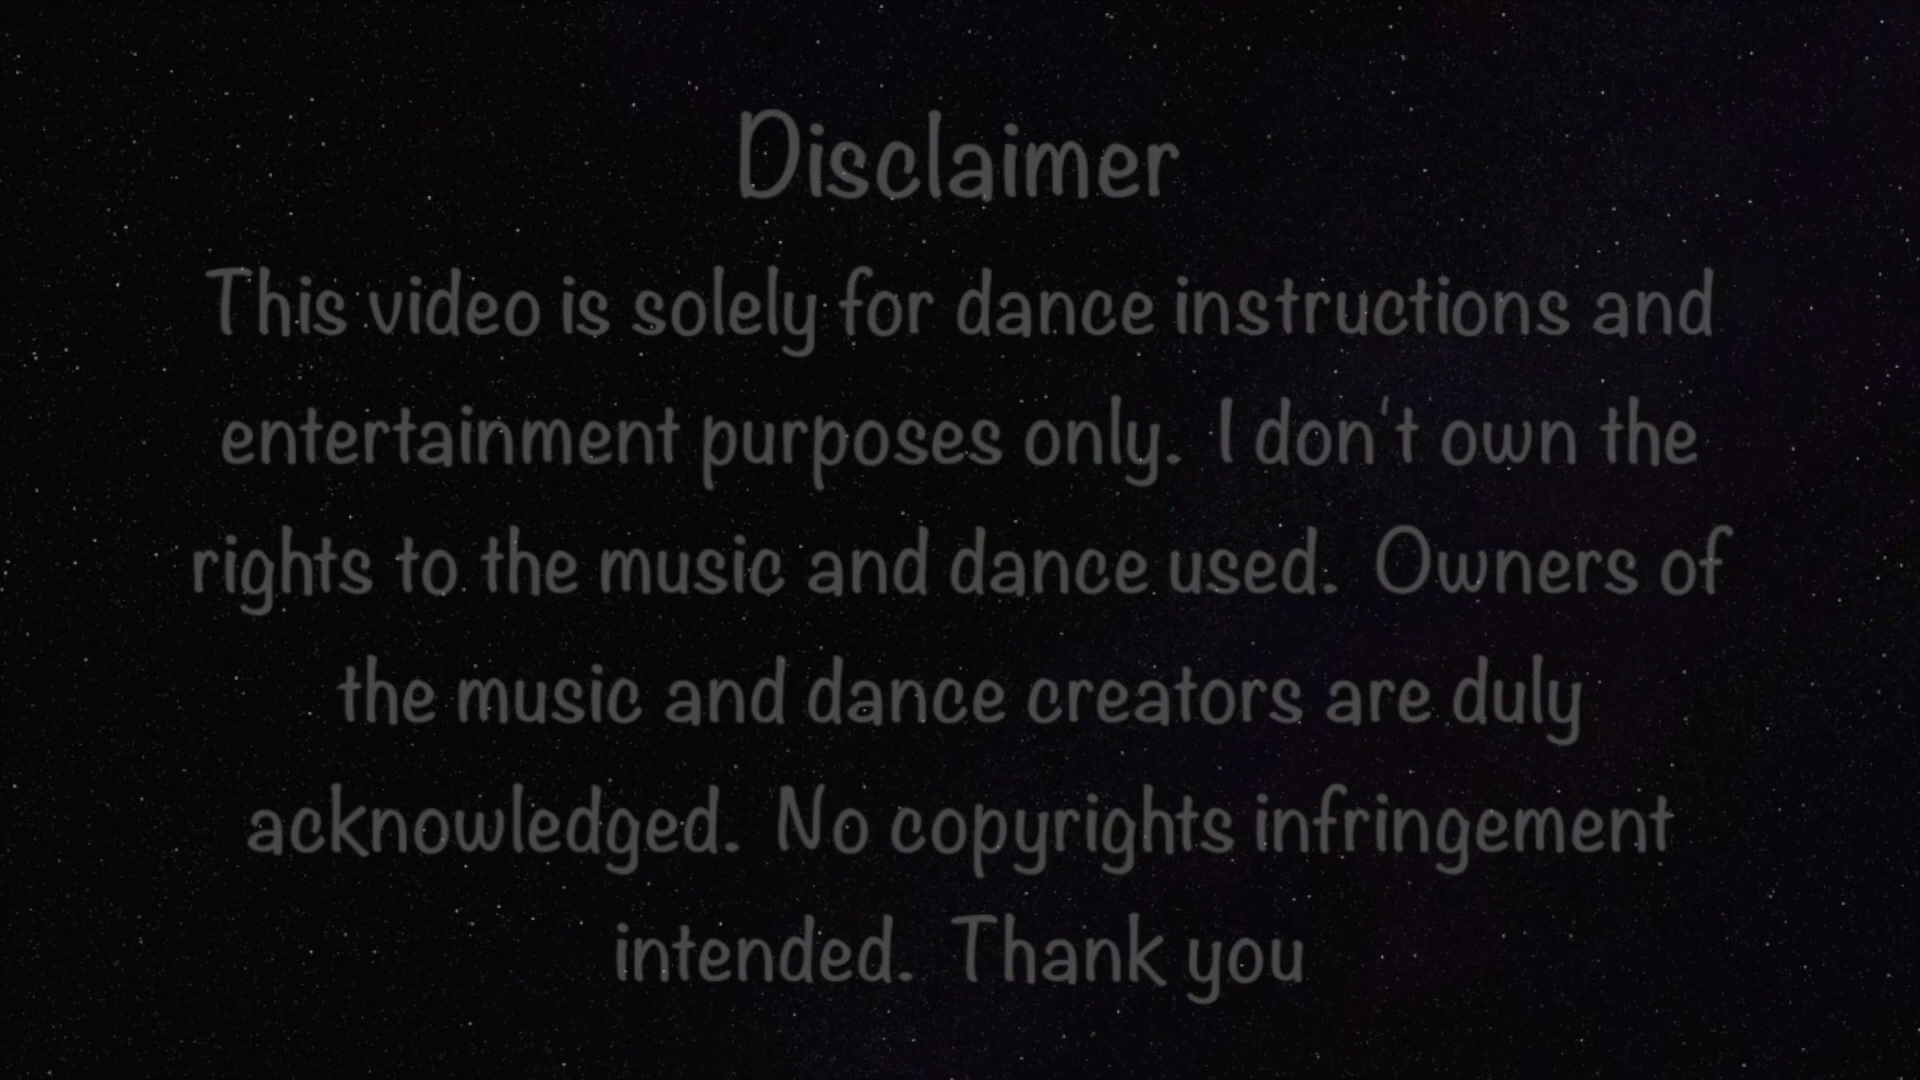 Disclaimer
This video is solely for dance instructions and
entertainment purposes only.  I don't own the
rights to the music and dance used.  Owners of
the music and dance creators are duly
acknowledged.  No copyrights infringement
intended.  Thank you